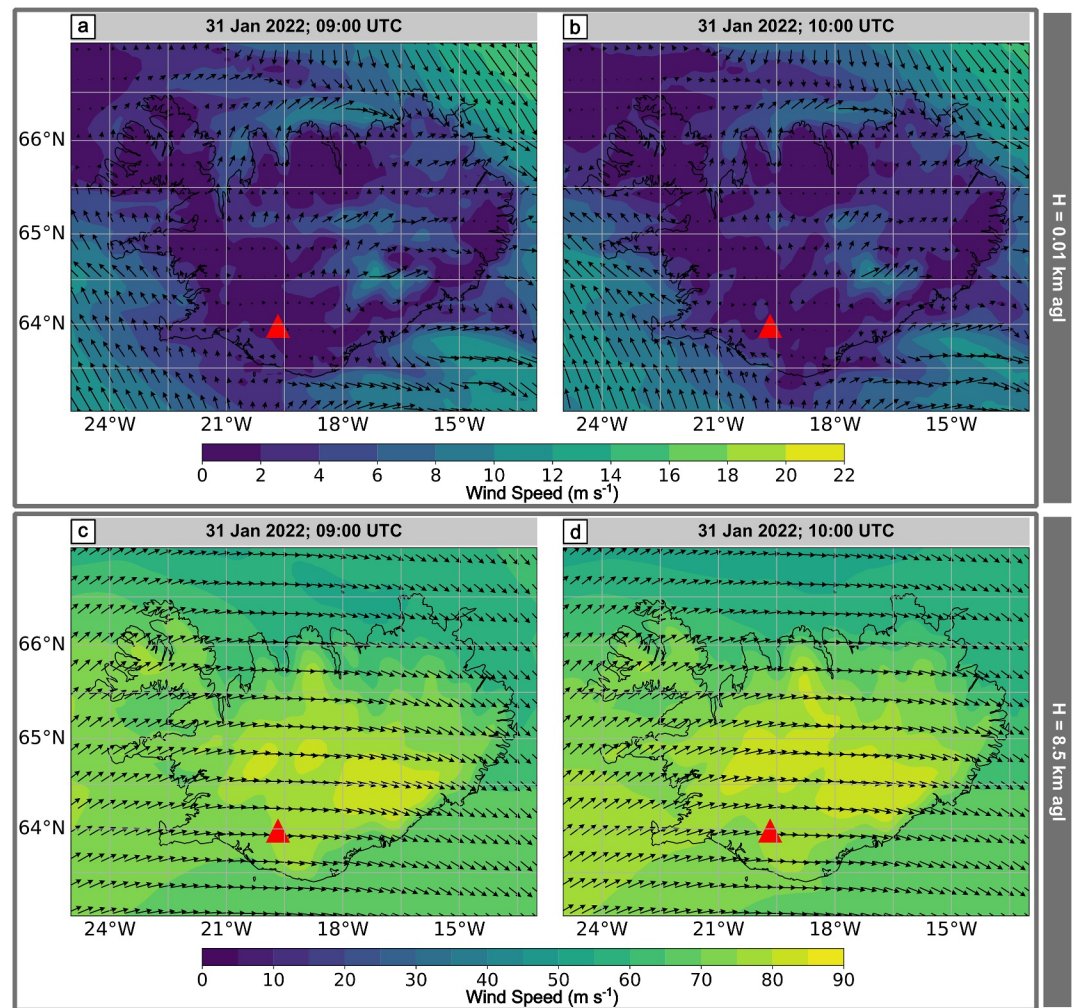 a 31 Jan 2022; 09:00 UTC
b 31 Jan 2022; 10:00 UTC
66°N
65°N
64°N
24°W 21°W 18°W 15°W
24°W 21°W 18°W 15°W
0 2 4 6 8 10 12 14 16 18 20 22
Wind Speed (m s⁻¹)
H = 0.01 km agl
c 31 Jan 2022; 09:00 UTC
d 31 Jan 2022; 10:00 UTC
66°N
65°N
64°N
24°W 21°W 18°W 15°W
24°W 21°W 18°W 15°W
0 10 20 30 40 50 60 70 80 90
Wind Speed (m s⁻¹)
H = 8.5 km agl